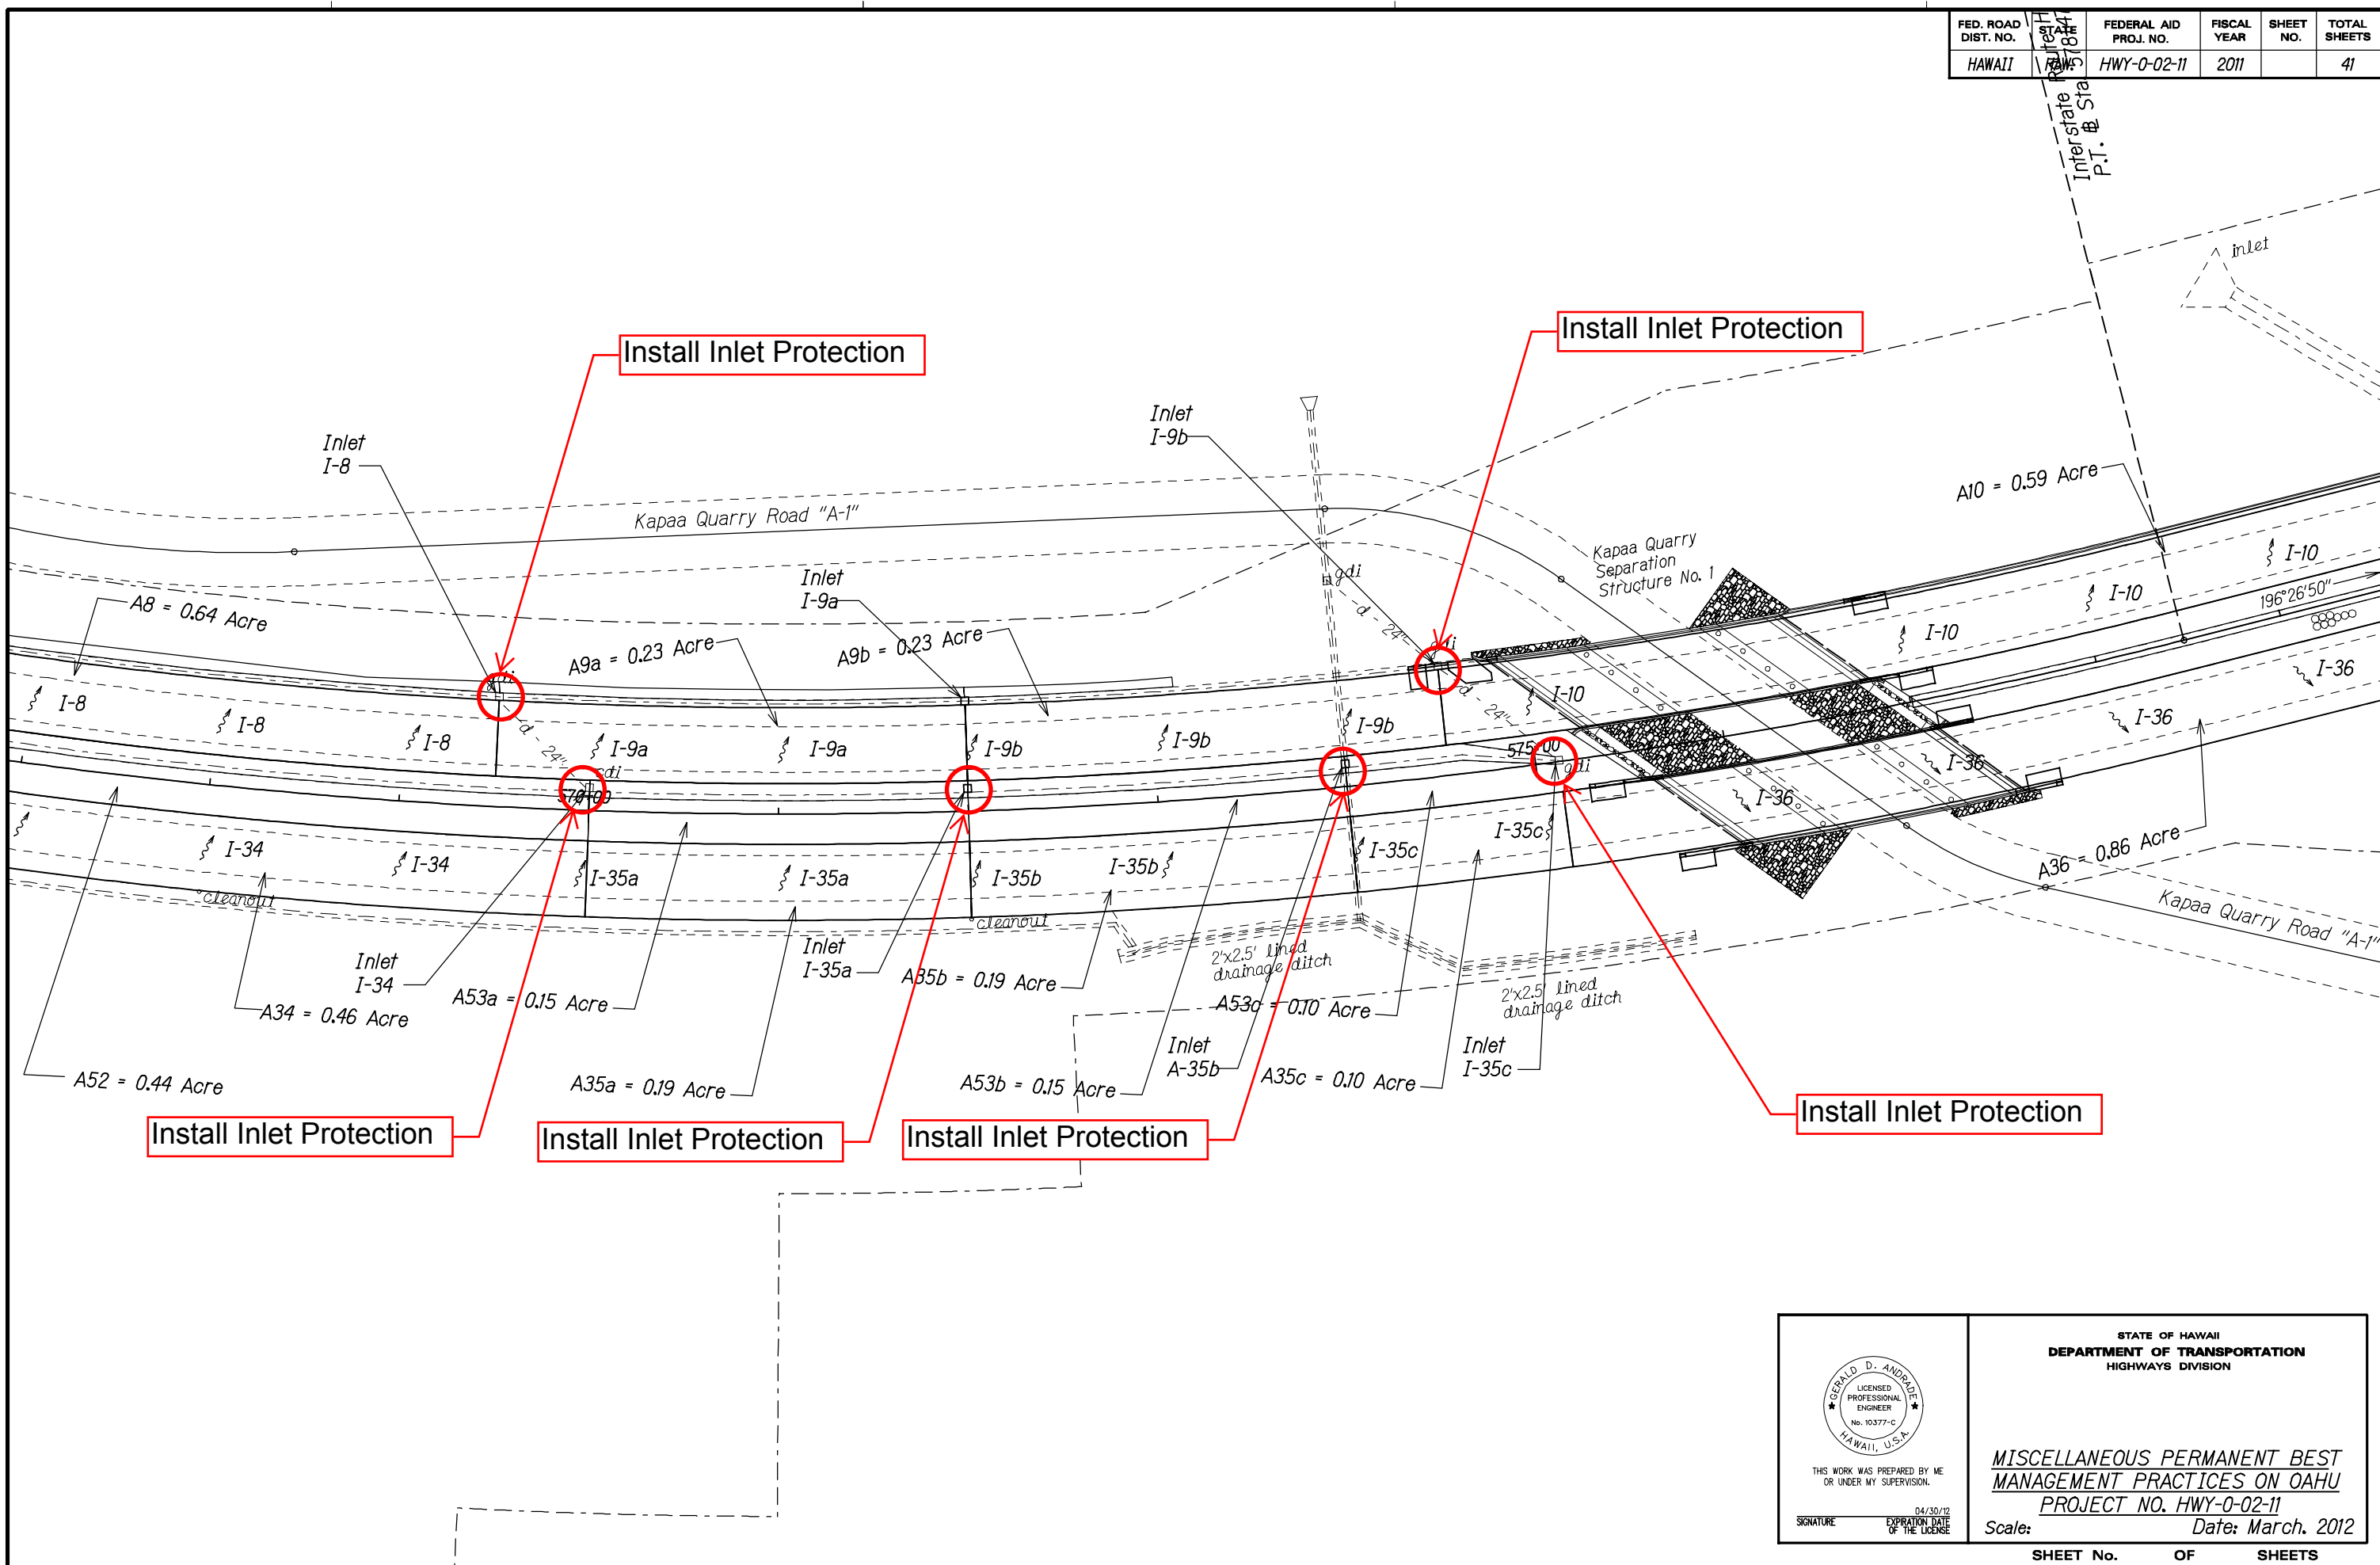 FED. ROAD DIST. NO.
STATE
FEDERAL AID PROJ. NO.
FISCAL YEAR
SHEET NO.
TOTAL SHEETS
HAWAII
HAW.
HWY-0-02-11
2011
41
Interstate Route H
P.T. ℄ Sta. 578+4
inlet
Install Inlet Protection
Install Inlet Protection
Inlet
I-8
Inlet
I-9b
Kapaa Quarry Road "A-1"
Kapaa Quarry
Separation
Structure No. 1
A10 = 0.59 Acre
gdi
d
24"
gdi
Inlet
I-9a
A8 = 0.64 Acre
A9a = 0.23 Acre
A9b = 0.23 Acre
I-10
I-10
I-10
I-10
196°26'50"
I-8
I-8
I-8
d
24"
gdi
I-9a
I-9a
I-9b
I-9b
I-9b
d
24"
575+00
gdi
570+00
I-36
I-36
I-36
I-36
I-34
I-34
I-35a
I-35a
I-35b
I-35b
I-35c
I-35c
cleanout
cleanout
A36 = 0.86 Acre
Kapaa Quarry Road "A-1"
2'x2.5' lined
drainage ditch
2'x2.5' lined
drainage ditch
Inlet
I-34
Inlet
I-35a
A34 = 0.46 Acre
A53a = 0.15 Acre
A35b = 0.19 Acre
A53c = 0.10 Acre
Inlet
A-35b
Inlet
I-35c
A52 = 0.44 Acre
A35a = 0.19 Acre
A53b = 0.15 Acre
A35c = 0.10 Acre
Install Inlet Protection
Install Inlet Protection
Install Inlet Protection
Install Inlet Protection
GERALD D. ANDRADE
LICENSED
PROFESSIONAL
ENGINEER
No. 10377-C
HAWAII, U.S.A.
THIS WORK WAS PREPARED BY ME
OR UNDER MY SUPERVISION.
04/30/12
SIGNATURE
EXPIRATION DATE
OF THE LICENSE
STATE OF HAWAII
DEPARTMENT OF TRANSPORTATION
HIGHWAYS DIVISION
MISCELLANEOUS PERMANENT BEST
MANAGEMENT PRACTICES ON OAHU
PROJECT NO. HWY-0-02-11
Scale: Date: March. 2012
SHEET No. OF SHEETS